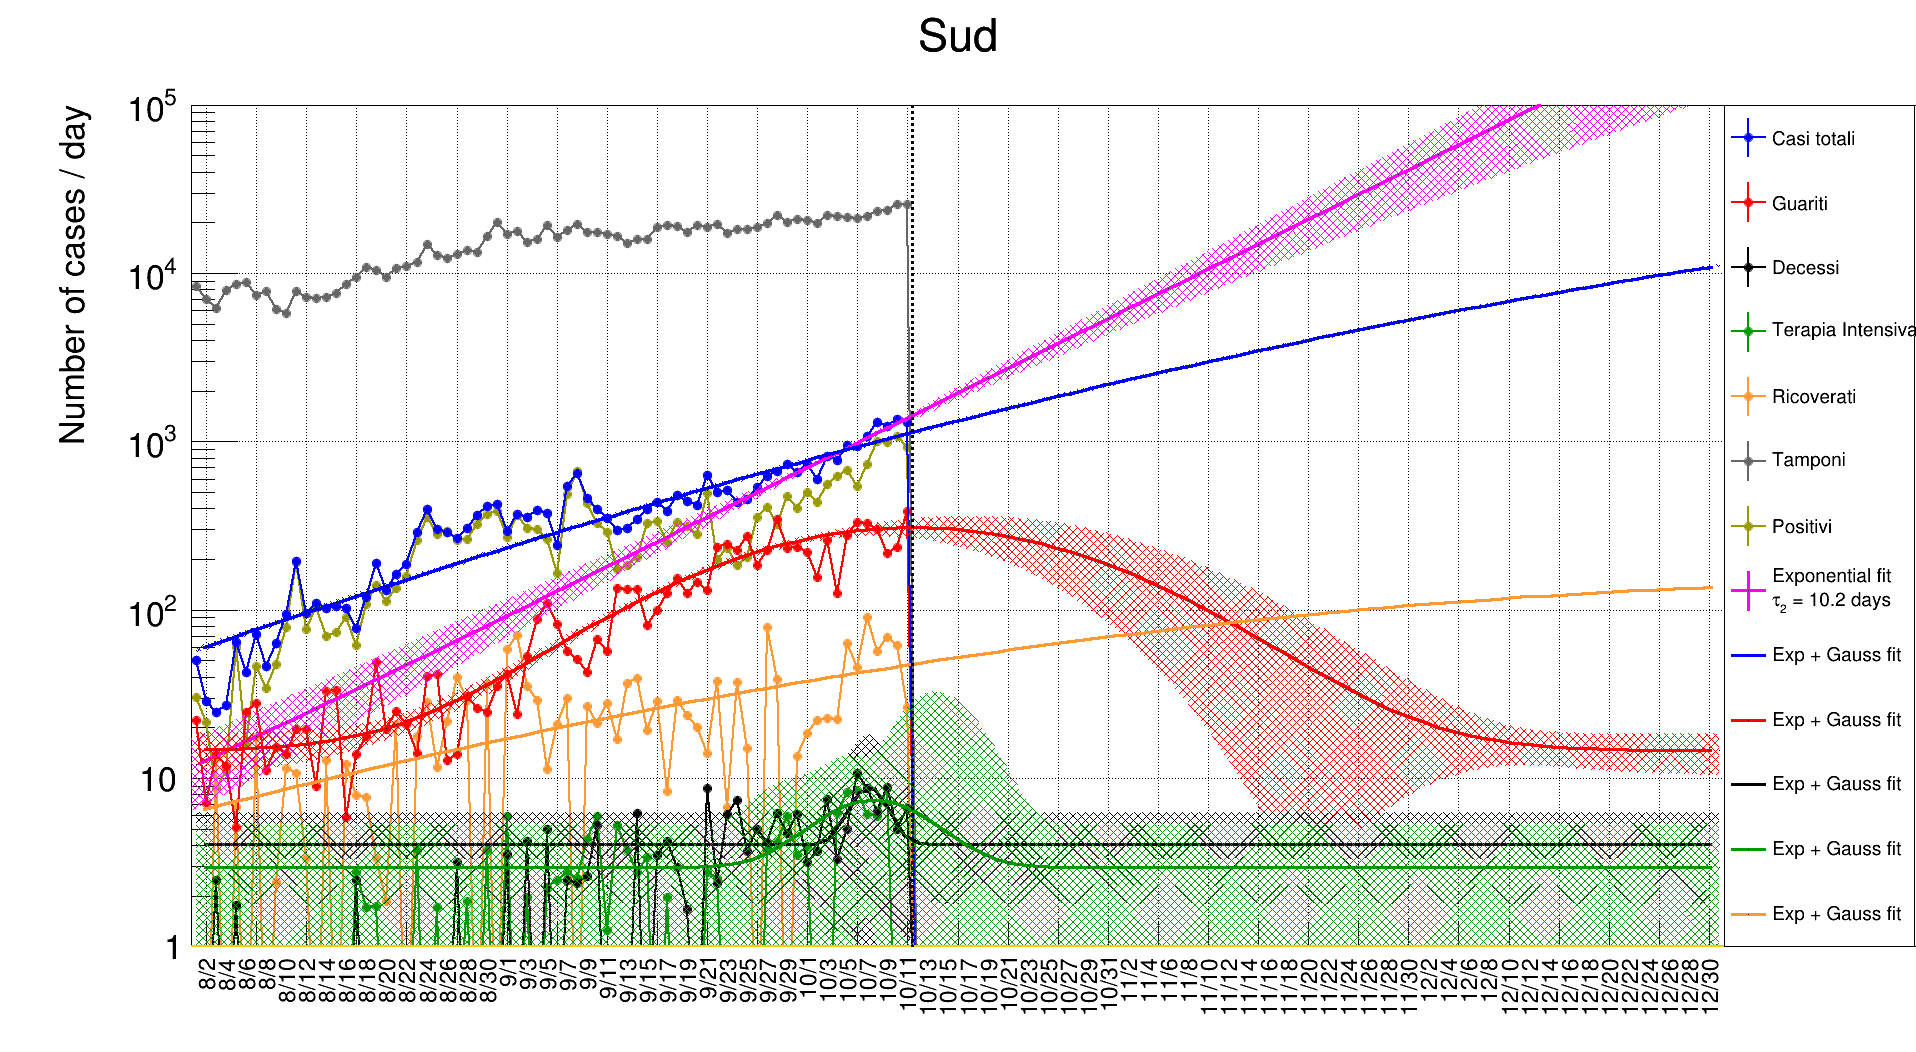 Sud
Number of cases / day
10^5
10^4
10^3
10^2
10
1
8/2 8/4 8/6 8/8 8/10 8/12 8/14 8/16 8/18 8/20 8/22 8/24 8/26 8/28 8/30 9/1 9/3 9/5 9/7 9/9 9/11 9/13 9/15 9/17 9/19 9/21 9/23 9/25 9/27 9/29 10/1 10/3 10/5 10/7 10/9 10/11 10/13 10/15 10/17 10/19 10/21 10/23 10/25 10/27 10/29 10/31 11/2 11/4 11/6 11/8 11/10 11/12 11/14 11/16 11/18 11/20 11/22 11/24 11/26 11/28 11/30 12/2 12/4 12/6 12/8 12/10 12/12 12/14 12/16 12/18 12/20 12/22 12/24 12/26 12/28 12/30
Casi totali
Guariti
Decessi
Terapia Intensiva
Ricoverati
Tamponi
Positivi
Exponential fit
τ2 = 10.2 days
Exp + Gauss fit
Exp + Gauss fit
Exp + Gauss fit
Exp + Gauss fit
Exp + Gauss fit